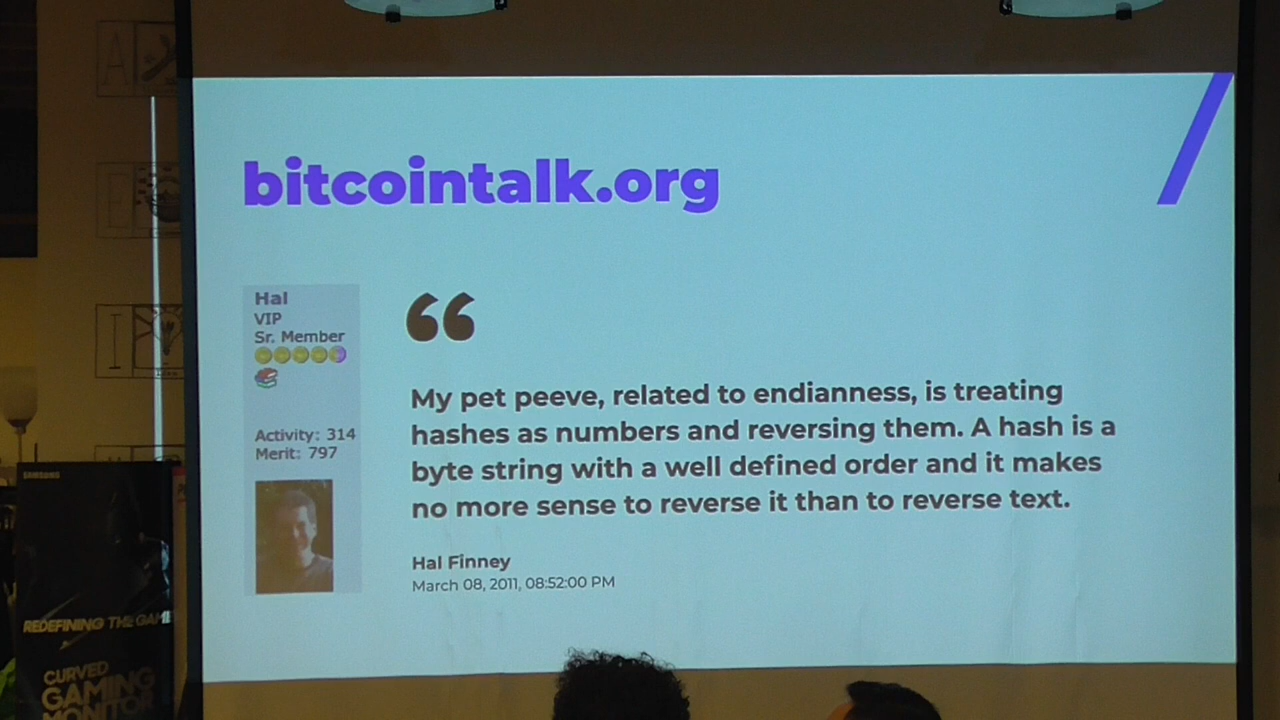 bitcointalk.org
Hal
VIP
Sr. Member
Activity: 314
Merit: 797
“
My pet peeve, related to endianness, is treating
hashes as numbers and reversing them. A hash is a
byte string with a well defined order and it makes
no more sense to reverse it than to reverse text.
Hal Finney
March 08, 2011, 08:52:00 PM
A
E
I
SAMSUNG
REDEFINING THE GAME
CURVED
GAMING
MONITOR